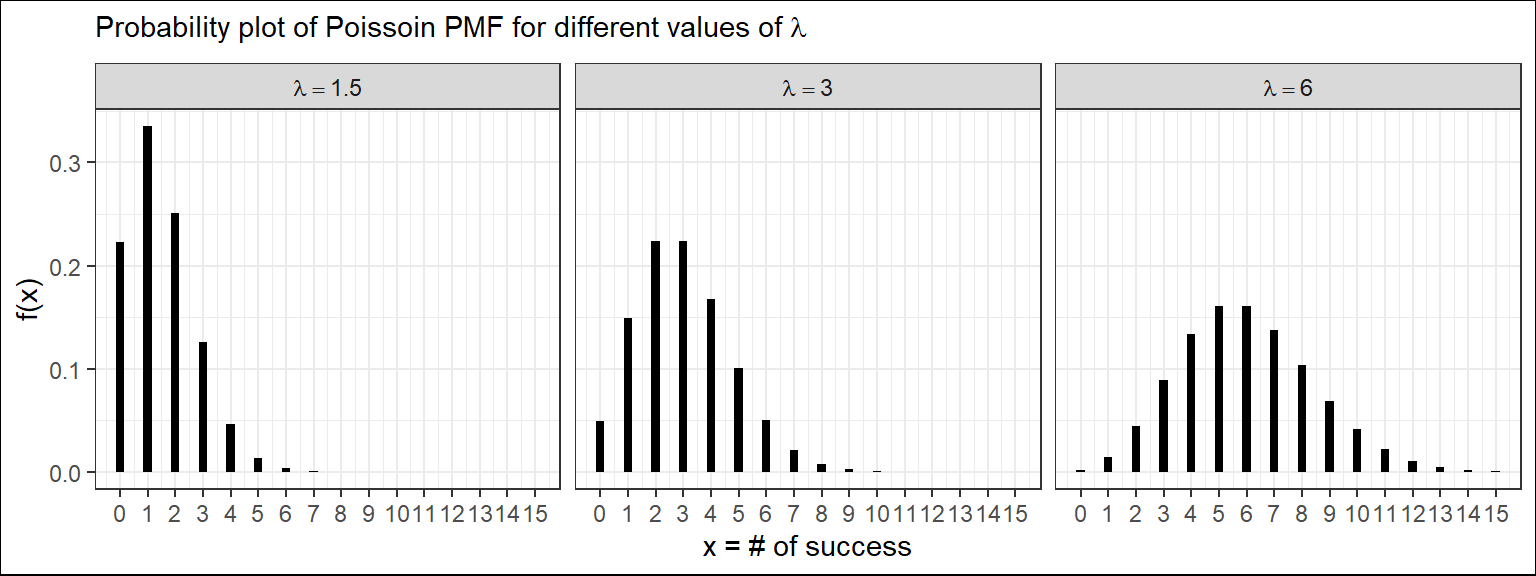 Probability plot of Poissoin PMF for different values of λ
λ = 1.5
λ = 3
λ = 6
f(x)
0.3
0.2
0.1
0.0
0 1 2 3 4 5 6 7 8 9 10 11 12 13 14 15
0 1 2 3 4 5 6 7 8 9 10 11 12 13 14 15
0 1 2 3 4 5 6 7 8 9 10 11 12 13 14 15
x = # of success